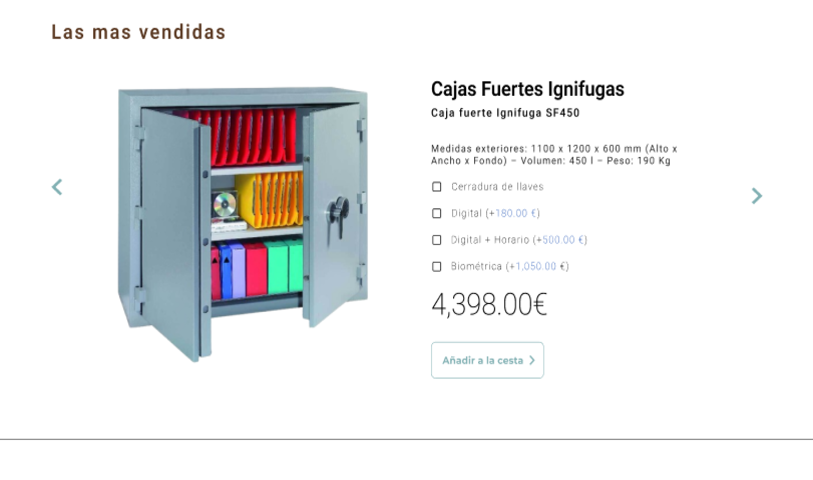 Las mas vendidas
Cajas Fuertes Ignifugas
Caja fuerte Ignifuga SF450
Medidas exteriores: 1100 x 1200 x 600 mm (Alto x
Ancho x Fondo) – Volumen: 450 l – Peso: 190 Kg
Cerradura de llaves
Digital (+180.00 €)
Digital + Horario (+500.00 €)
Biométrica (+1,050.00 €)
4,398.00€
Añadir a la cesta